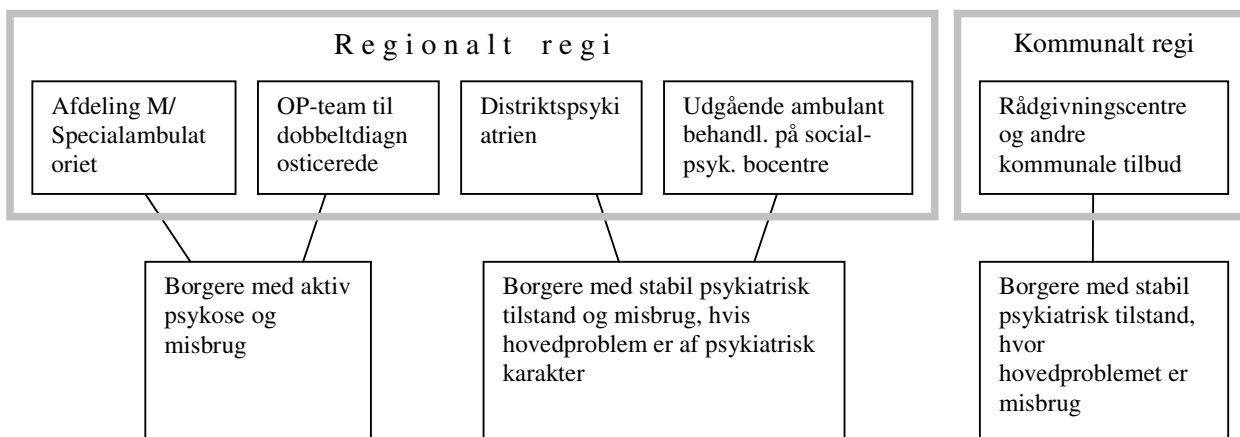 Regionalt regi
Kommunalt regi
Afdeling M/
Specialambulat
oriet
OP-team til
dobbeltdiagn
osticerede
Distriktspsyki
atrien
Udgående ambulant
behandl. på social-
psyk. bocentre
Rådgivningscentre
og andre
kommunale tilbud
Borgere med aktiv
psykose og
misbrug
Borgere med stabil psykiatrisk
tilstand og misbrug, hvis
hovedproblem er af psykiatrisk
karakter
Borgere med stabil
psykiatrisk tilstand,
hvor
hovedproblemet er
misbrug